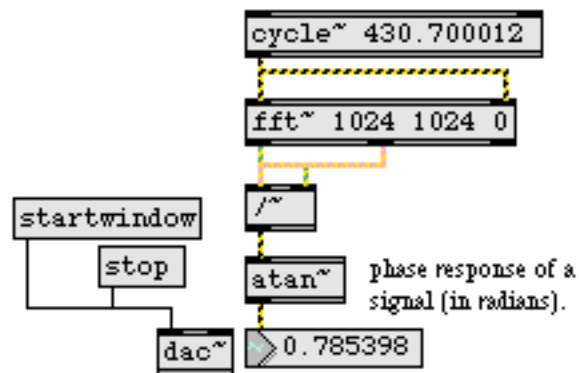 cycle~ 430.700012
fft~ 1024 1024 0
/~
startwindow
stop
atan~
phase response of a
signal (in radians).
dac~
0.785398